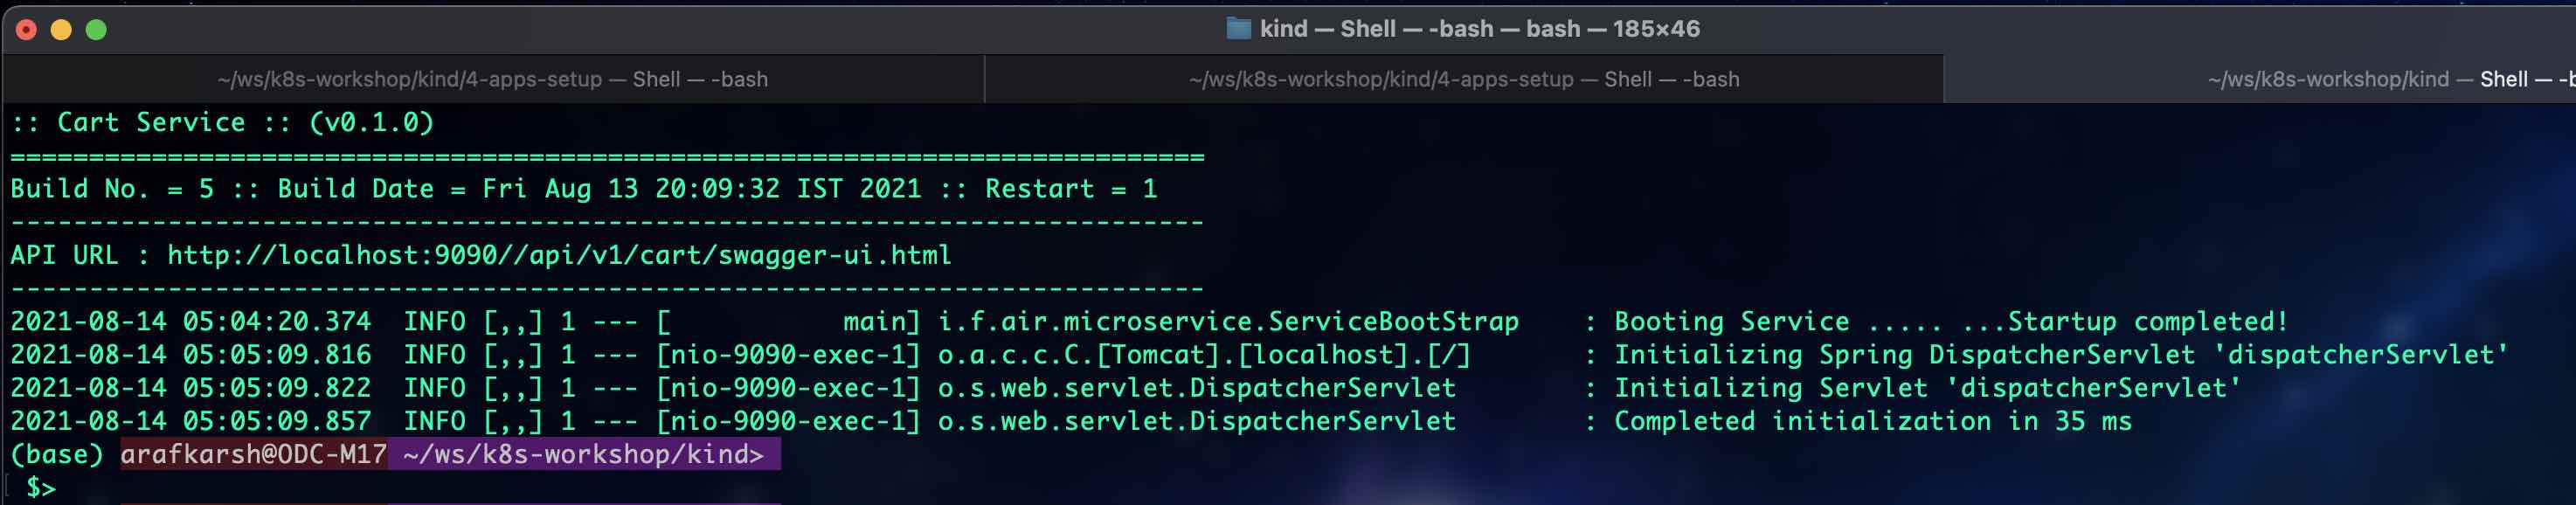 kind — Shell — -bash — bash — 185×46
~/ws/k8s-workshop/kind/4-apps-setup — Shell — -bash
~/ws/k8s-workshop/kind/4-apps-setup — Shell — -bash
~/ws/k8s-workshop/kind — Shell — -b
:: Cart Service :: (v0.1.0)
============================================================================
Build No. = 5 :: Build Date = Fri Aug 13 20:09:32 IST 2021 :: Restart = 1
----------------------------------------------------------------------------
API URL : http://localhost:9090//api/v1/cart/swagger-ui.html
----------------------------------------------------------------------------
2021-08-14 05:04:20.374  INFO [,,] 1 --- [           main] i.f.air.microservice.ServiceBootStrap    : Booting Service ..... ...Startup completed!
2021-08-14 05:05:09.816  INFO [,,] 1 --- [nio-9090-exec-1] o.a.c.c.C.[Tomcat].[localhost].[/]       : Initializing Spring DispatcherServlet 'dispatcherServlet'
2021-08-14 05:05:09.822  INFO [,,] 1 --- [nio-9090-exec-1] o.s.web.servlet.DispatcherServlet        : Initializing Servlet 'dispatcherServlet'
2021-08-14 05:05:09.857  INFO [,,] 1 --- [nio-9090-exec-1] o.s.web.servlet.DispatcherServlet        : Completed initialization in 35 ms
(base) arafkarsh@ODC-M17 ~/ws/k8s-workshop/kind>
$>